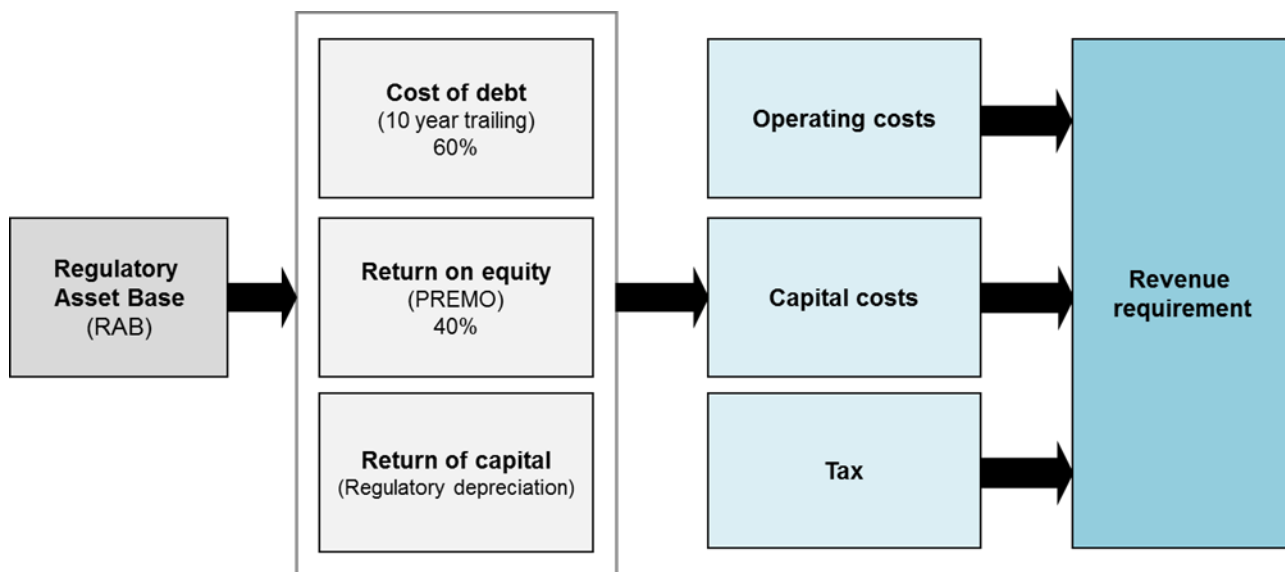 Regulatory
Asset Base
(RAB)
Cost of debt
(10 year trailing)
60%
Return on equity
(PREMO)
40%
Return of capital
(Regulatory depreciation)
Operating costs
Capital costs
Tax
Revenue
requirement